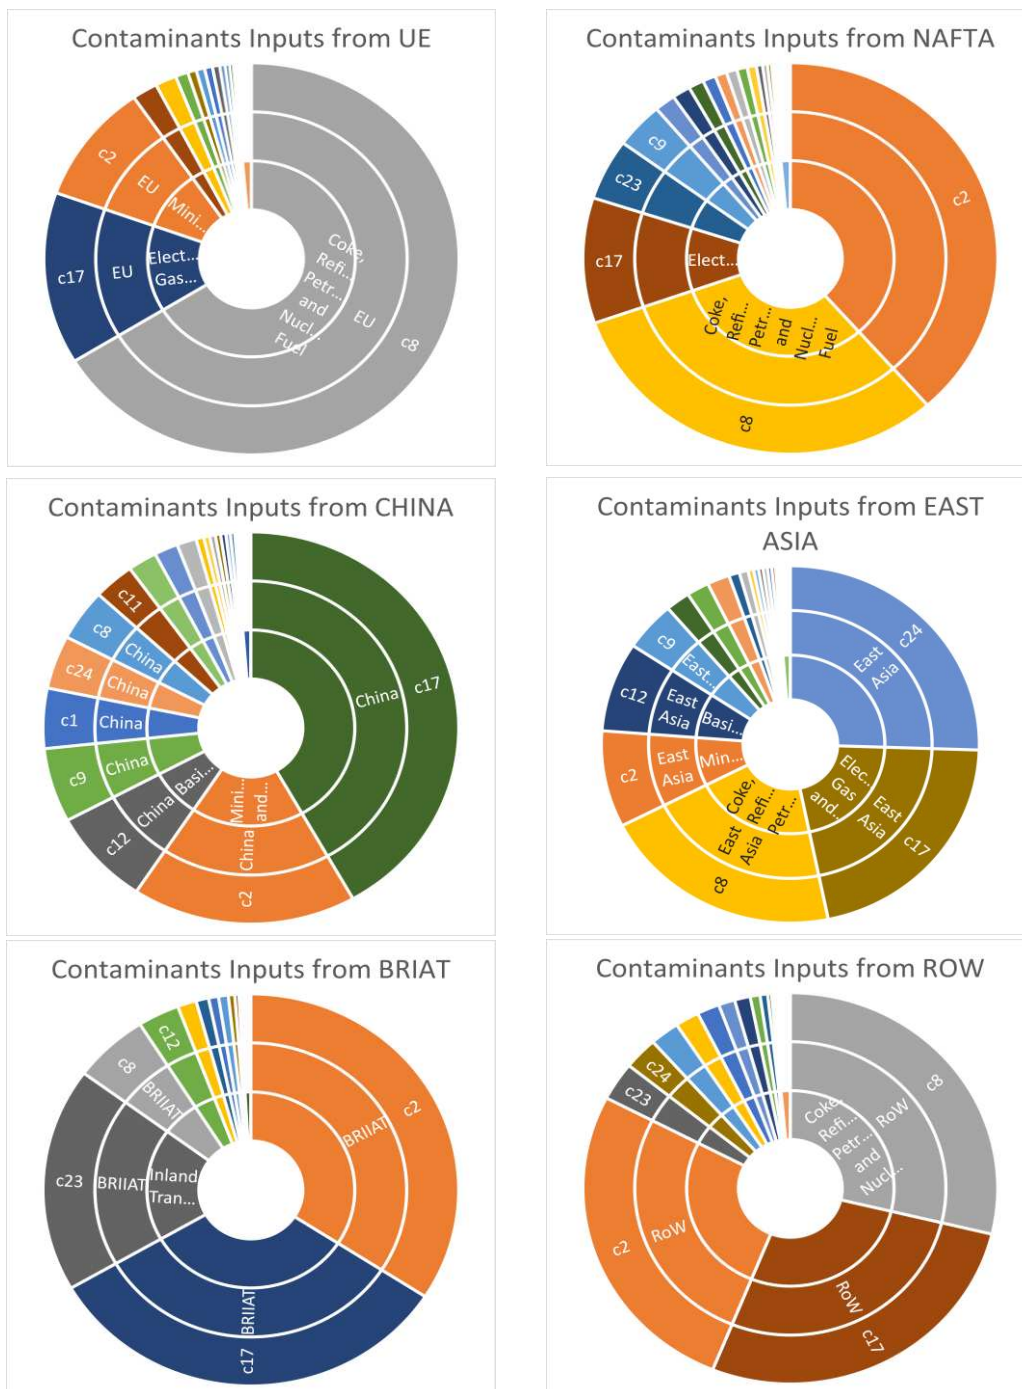 Contaminants Inputs from UE
c2
EU
Mini...
c17
EU
Elect...
Gas...
Coke,
Refi...
Petr...
and
Nucl...
Fuel
EU
c8
Contaminants Inputs from NAFTA
c9
c23
c17
Elect...
c2
Coke,
Refi...
Petr...
and
Nucl...
Fuel
c8
Contaminants Inputs from CHINA
c11
c8
China
c24
China
c1
China
c9
China
c12
China
Basi...
China
c17
Mini...
and...
China
c2
Contaminants Inputs from EAST
ASIA
c9
East...
c12
East
Asia
Basi...
c2
East
Asia
Min...
East
Asia
c24
Elec...
Gas
and...
East
Asia
c17
Coke,
Refi...
Petr...
East
Asia
c8
Contaminants Inputs from BRIAT
c12
c8
BRIIAT
c23
BRIIAT
Inland
Tran...
BRIIAT
c2
BRIIAT
c17
Contaminants Inputs from ROW
c24
c23
c2
RoW
Coke,
Refi...
Petr...
and
Nucl...
RoW
c8
RoW
c17